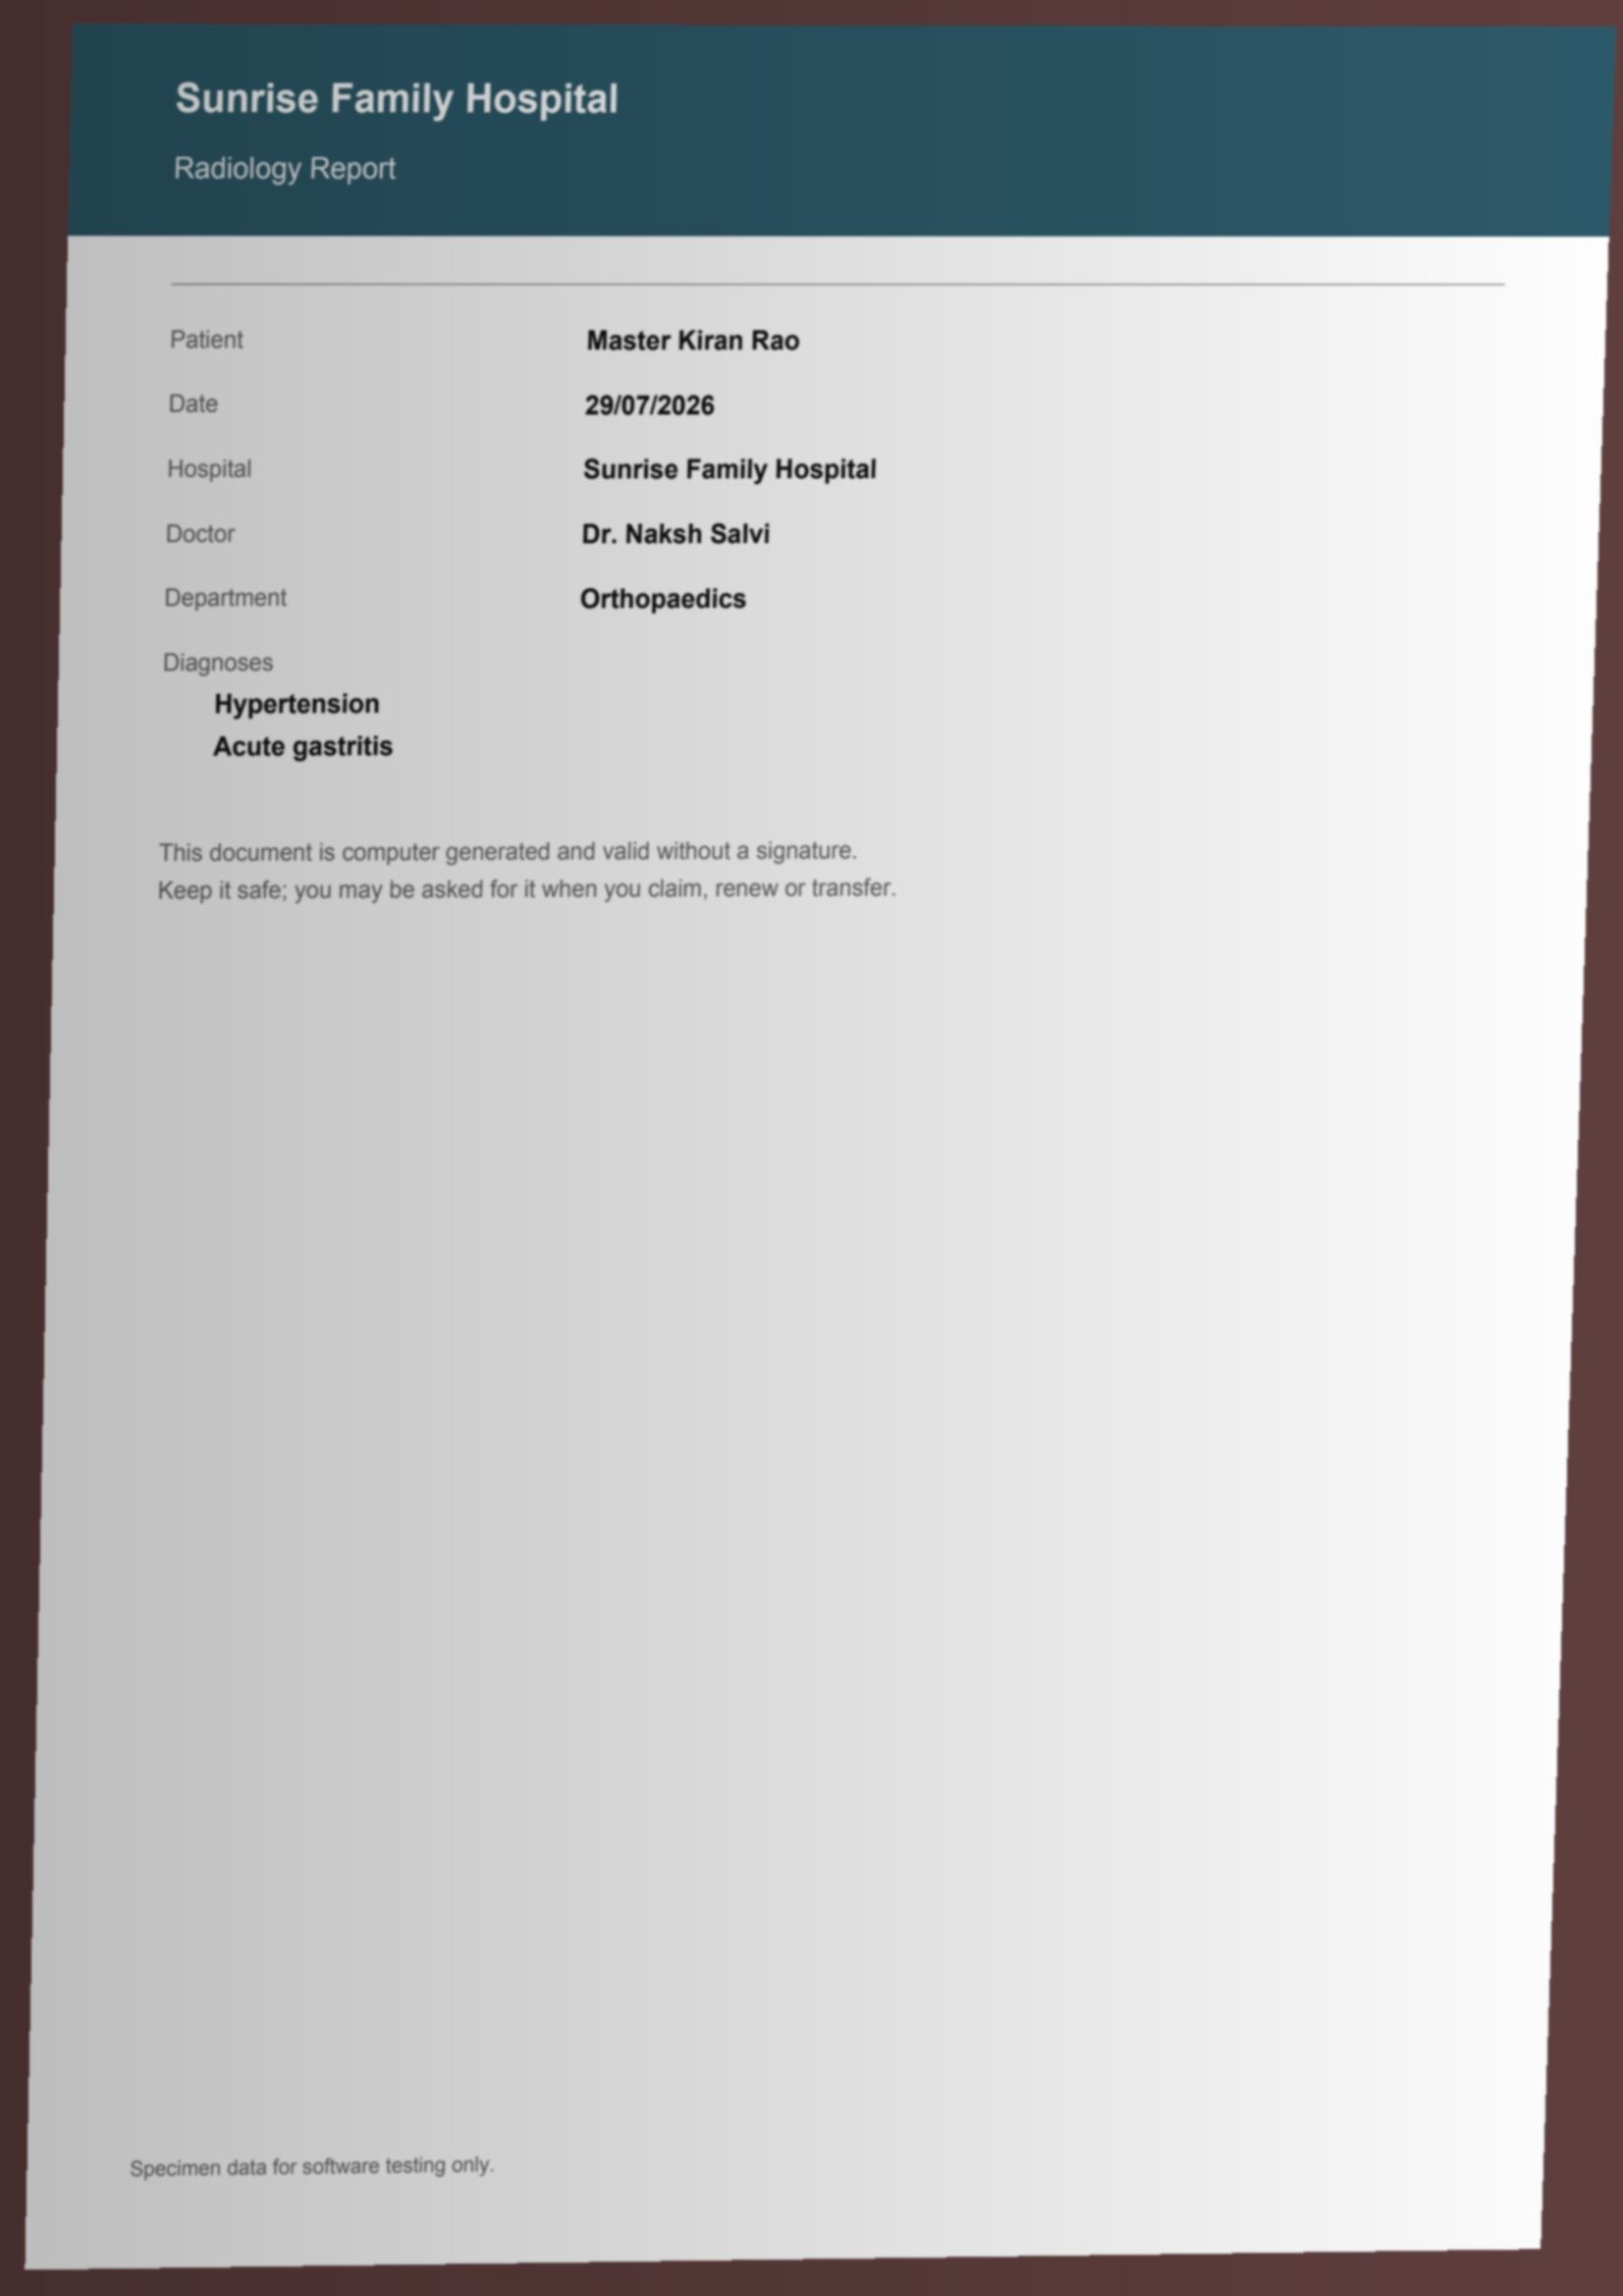 Sunrise Family Hospital
Radiology Report
Patient Master Kiran Rao
Date 29/07/2026
Hospital Sunrise Family Hospital
Doctor Dr. Naksh Salvi
Department Orthopaedics
Diagnoses
Hypertension
Acute gastritis
This document is computer generated and valid without a signature.
Keep it safe; you may be asked for it when you claim, renew or transfer.
Specimen data for software testing only.